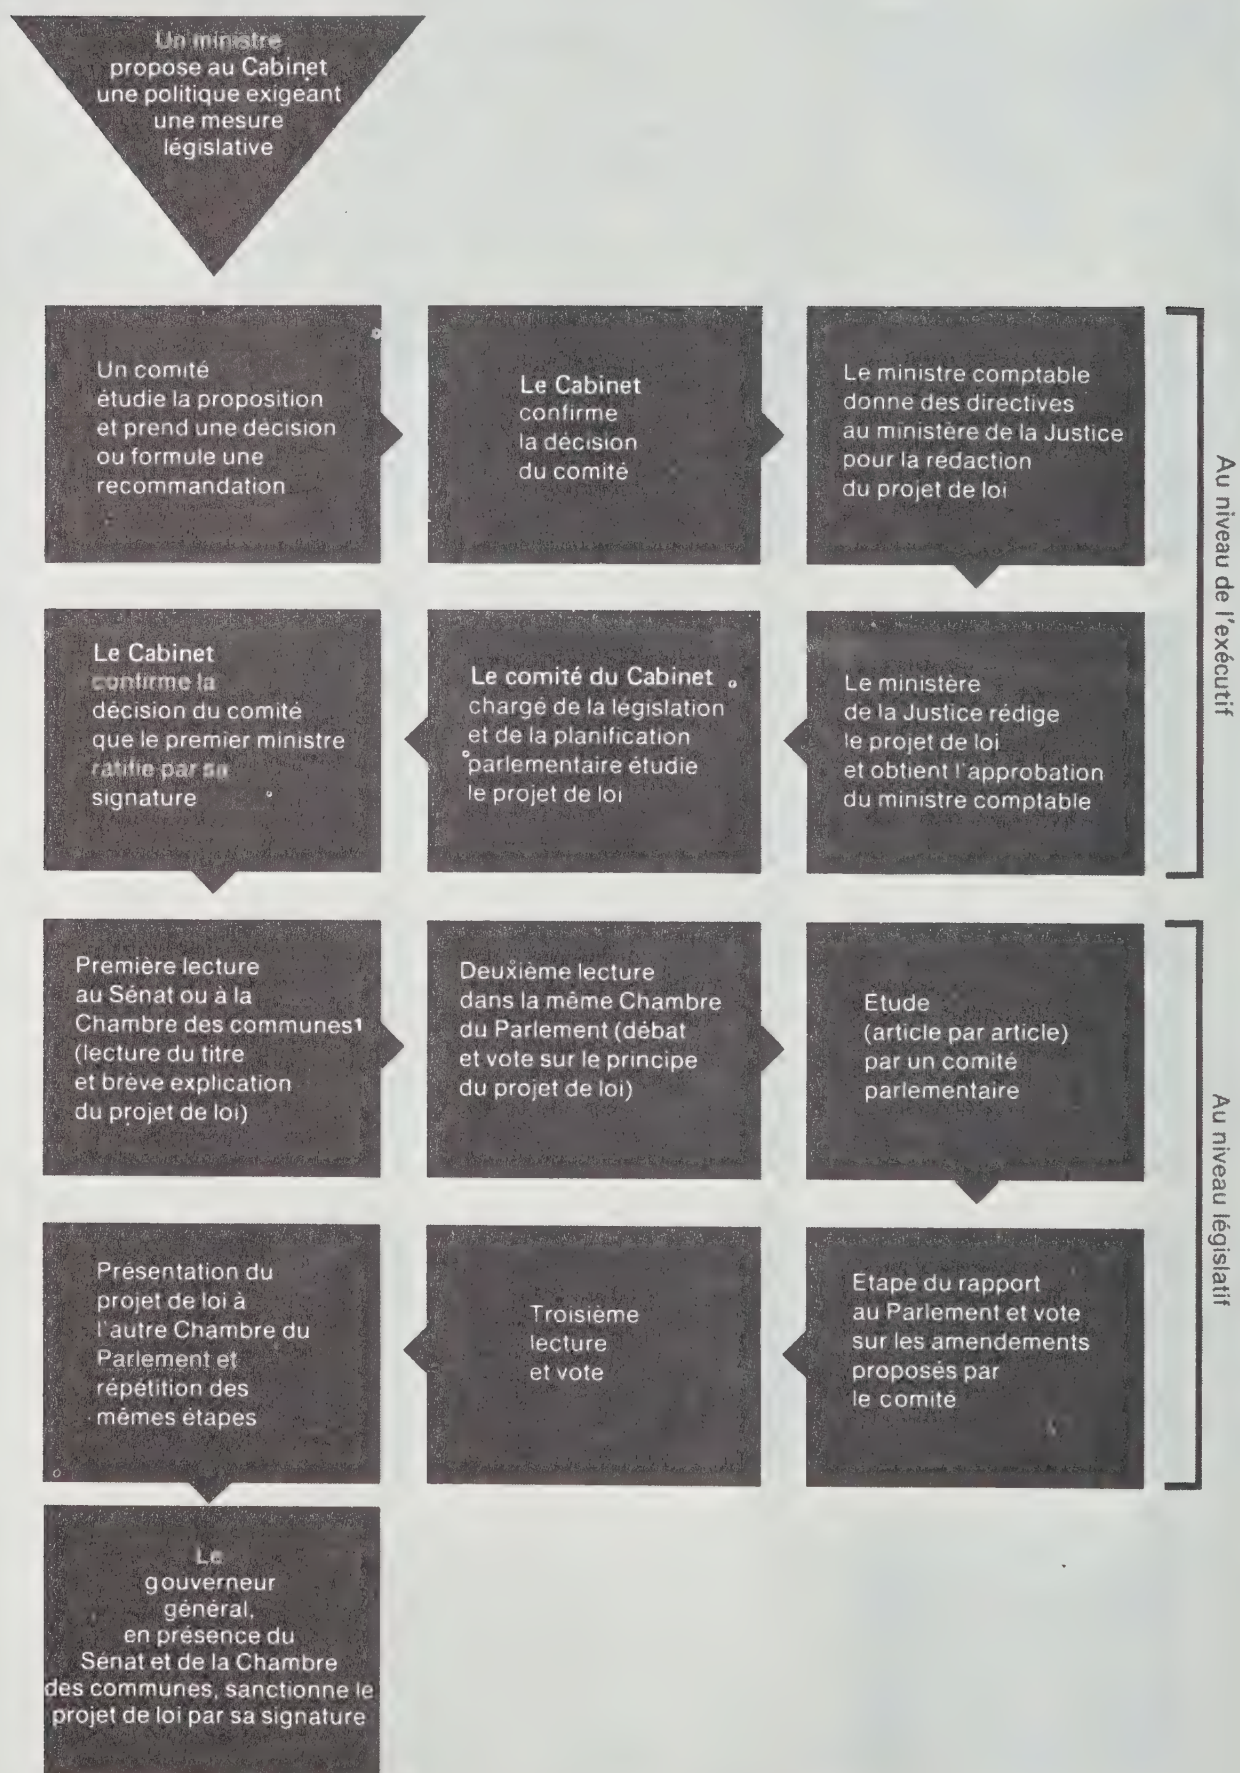 Un ministre
propose au Cabinet
une politique exigeant
une mesure
législative
Un comité
étudie la proposition
et prend une décision
ou formule une
recommandation
Le Cabinet
confirme
la décision
du comité
Le ministre comptable
donne des directives
au ministère de la Justice
pour la rédaction
du projet de loi
Au niveau de l'exécutif
Le ministère
de la Justice rédige
le projet de loi
et obtient l'approbation
du ministre comptable
Le comité du Cabinet
chargé de la législation
et de la planification
parlementaire étudie
le projet de loi
Le Cabinet
confirme la
décision du comité
que le premier ministre
ratifie par sa
signature
Première lecture
au Sénat ou à la
Chambre des communes1
(lecture du titre
et brève explication
du projet de loi)
Deuxième lecture
dans la même Chambre
du Parlement (débat
et vote sur le principe
du projet de loi)
Etude
(article par article)
par un comité
parlementaire
Au niveau législatif
Etape du rapport
au Parlement et vote
sur les amendements
proposés par
le comité
Troisième
lecture
et vote
Présentation du
projet de loi à
l'autre Chambre du
Parlement et
répétition des
mêmes étapes
Le
gouverneur
général,
en présence du
Sénat et de la Chambre
des communes, sanctionne le
projet de loi par sa signature